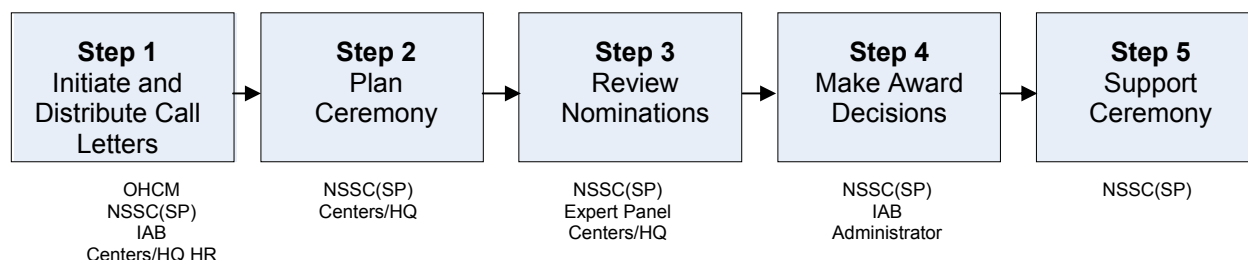 Step 1
Initiate and
Distribute Call
Letters
OHCM
NSSC(SP)
IAB
Centers/HQ HR
Step 2
Plan
Ceremony
NSSC(SP)
Centers/HQ
Step 3
Review
Nominations
NSSC(SP)
Expert Panel
Centers/HQ
Step 4
Make Award
Decisions
NSSC(SP)
IAB
Administrator
Step 5
Support
Ceremony
NSSC(SP)